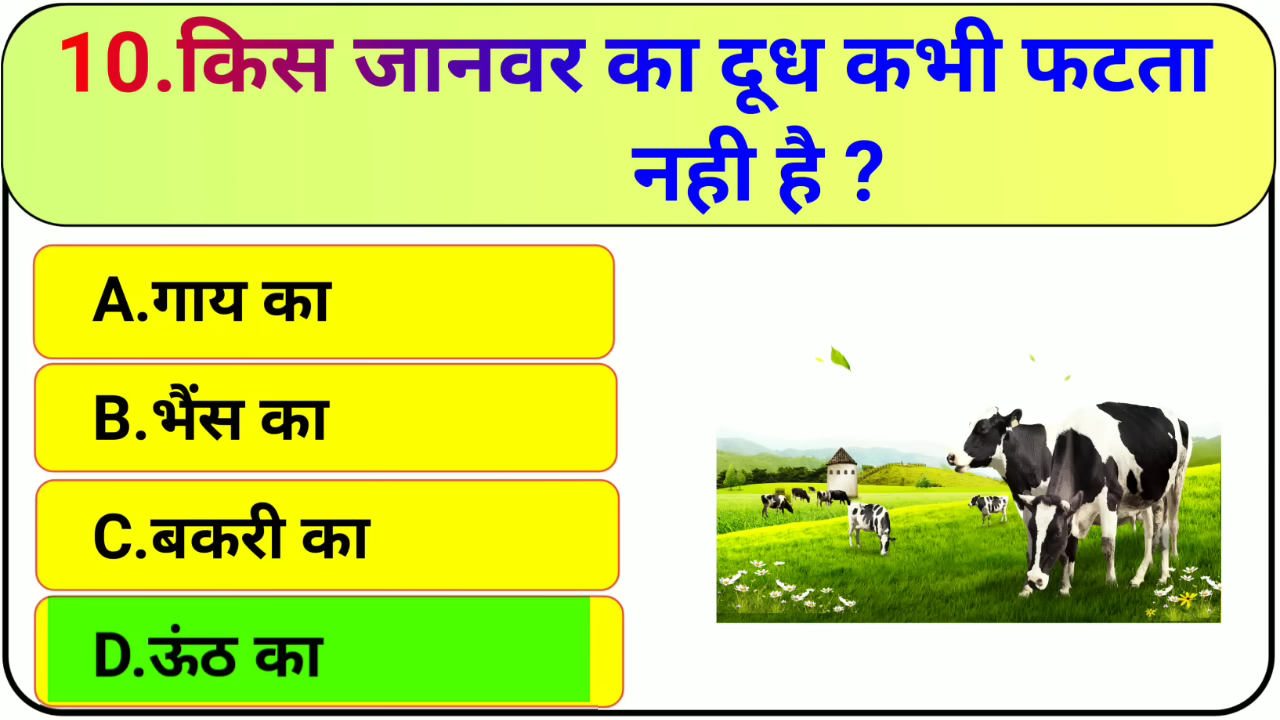 10.किस जानवर का दूध कभी फटता
नही है ?
A.गाय का
B.भैंस का
C.बकरी का
D.ऊंठ का